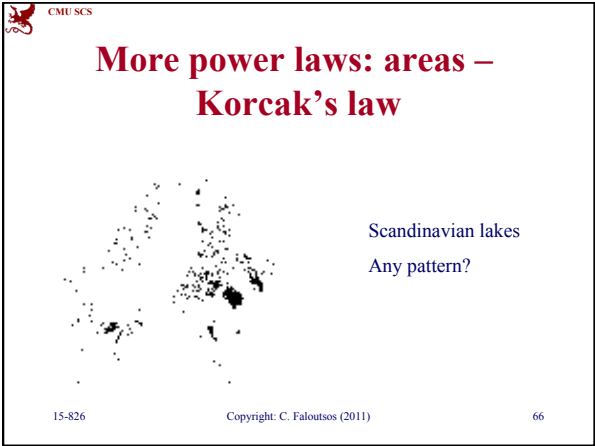 CMU SCS
More power laws: areas –
Korcak's law
Scandinavian lakes
Any pattern?
15-826 Copyright: C. Faloutsos (2011) 66